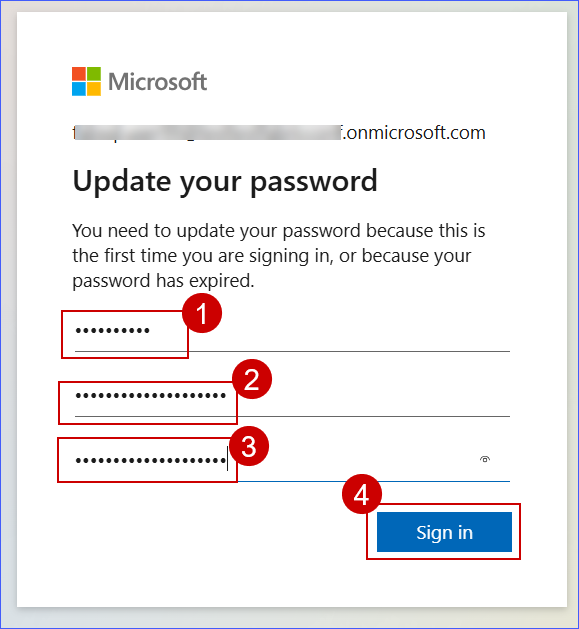 Microsoft
.onmicrosoft.com
Update your password
You need to update your password because this is
the first time you are signing in, or because your
password has expired.
••••••••••
1
••••••••••••••••••••
2
••••••••••••••••••••
3
4
Sign in